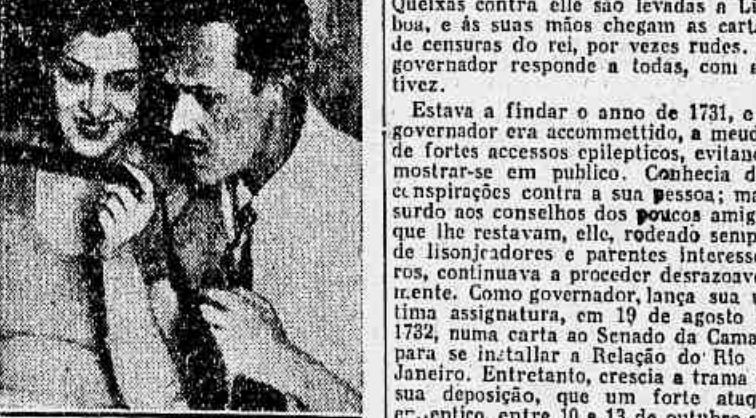 Queixas contra elle são levadas a Li
boa, e ás suas mãos chegam as cart
de censuras do rei, por vezes rudes.
governador responde a todas, com
tivez.
Estava a findar o anno de 1731, e
governador era accommettido, a meud
de fortes accessos epilepticos, evitan
mostrar-se em publico. Conhecia d
conspirações contra a sua pessoa; ma
surdo aos conselhos dos poucos amig
que lhe restavam, elle, rodeado semp
de lisonjeadores e parentes interess
ros, continuava a proceder desrazoav
mente. Como governador, lança sua
tima assignatura, em 19 de agosto
1732, numa carta ao Senado da Cama
para se installar a Relação do Rio
Janeiro. Entretanto, crescia a trama
sua deposição, que um forte ata
entre 10 e 13 de